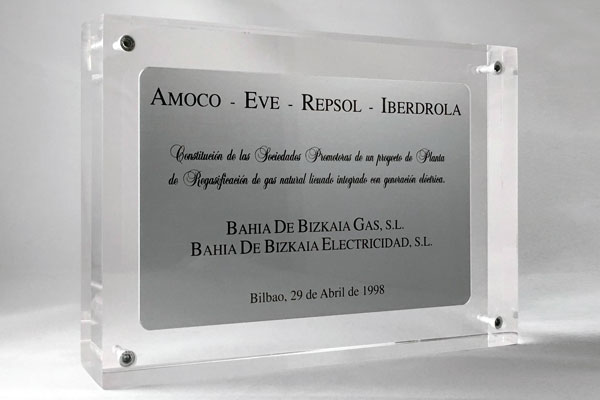 AMOCO - EVE - REPSOL - IBERDROLA
Constitución de las Sociedades Promotoras de un proyecto de Planta
de Regasificación de gas natural licuado integrado con generación eléctrica.
BAHIA DE BIZKAIA GAS, S.L.
BAHIA DE BIZKAIA ELECTRICIDAD, S.L.
Bilbao, 29 de Abril de 1998